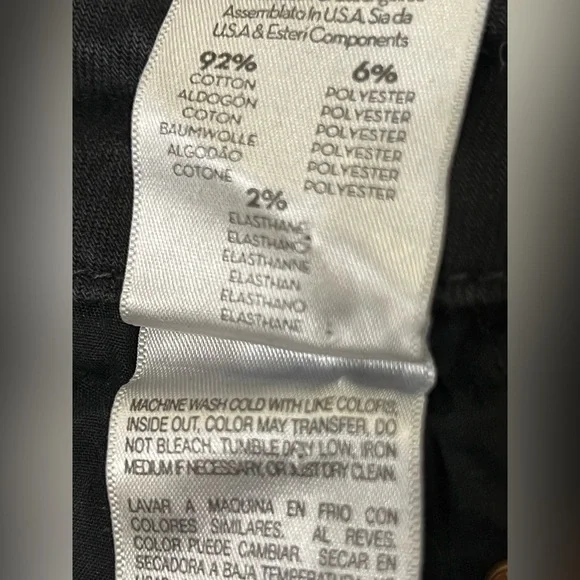 Assemblato In U.S.A. Sia da
U.S.A & Esteri Components
92%
COTTON
ALDOGÓN
COTON
BAUMWOLLE
ALGODÃO
COTONE
6%
POLYESTER
POLYESTER
POLYESTER
POLYESTER
POLYESTER
POLYESTER
2%
ELASTHANE
ELASTHANO
ELASTHANNE
ELASTHAN
ELASTHANO
ELASTHANE
MACHINE WASH COLD WITH LIKE COLORS,
INSIDE OUT, COLOR MAY TRANSFER, DO
NOT BLEACH. TUMBLE DRY LOW, IRON
MEDIUM IF NECESSARY, OR JUST DRY CLEAN.
LAVAR A MAQUINA EN FRIO CON
COLORES SIMILARES. AL REVES.
COLOR PUEDE CAMBIAR. SECAR EN
SECADORA A BAJA